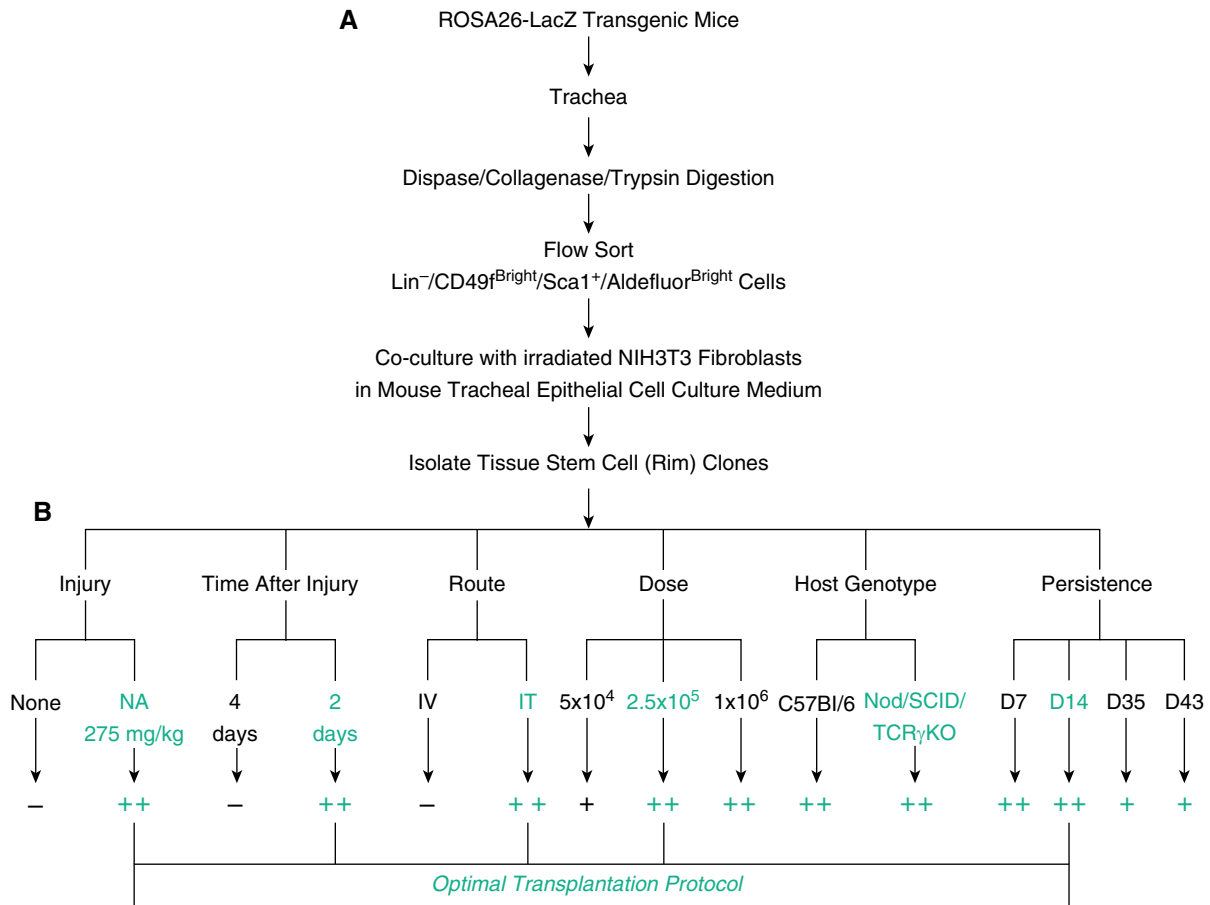 A
ROSA26-LacZ Transgenic Mice
Trachea
Dispase/Collagenase/Trypsin Digestion
Flow Sort
Lin⁻/CD49fᴮʳⁱᵍʰᵗ/Sca1⁺/Aldefluorᴮʳⁱᵍʰᵗ Cells
Co-culture with irradiated NIH3T3 Fibroblasts
in Mouse Tracheal Epithelial Cell Culture Medium
Isolate Tissue Stem Cell (Rim) Clones
B
Injury Time After Injury Route Dose Host Genotype Persistence
None NA 4 2 IV IT 5x10⁴ 2.5x10⁵ 1x10⁶ C57Bl/6 Nod/SCID/ D7 D14 D35 D43
275 mg/kg days days TCRγKO
– ++ – ++ – ++ + ++ ++ ++ ++ ++ ++ + +
Optimal Transplantation Protocol